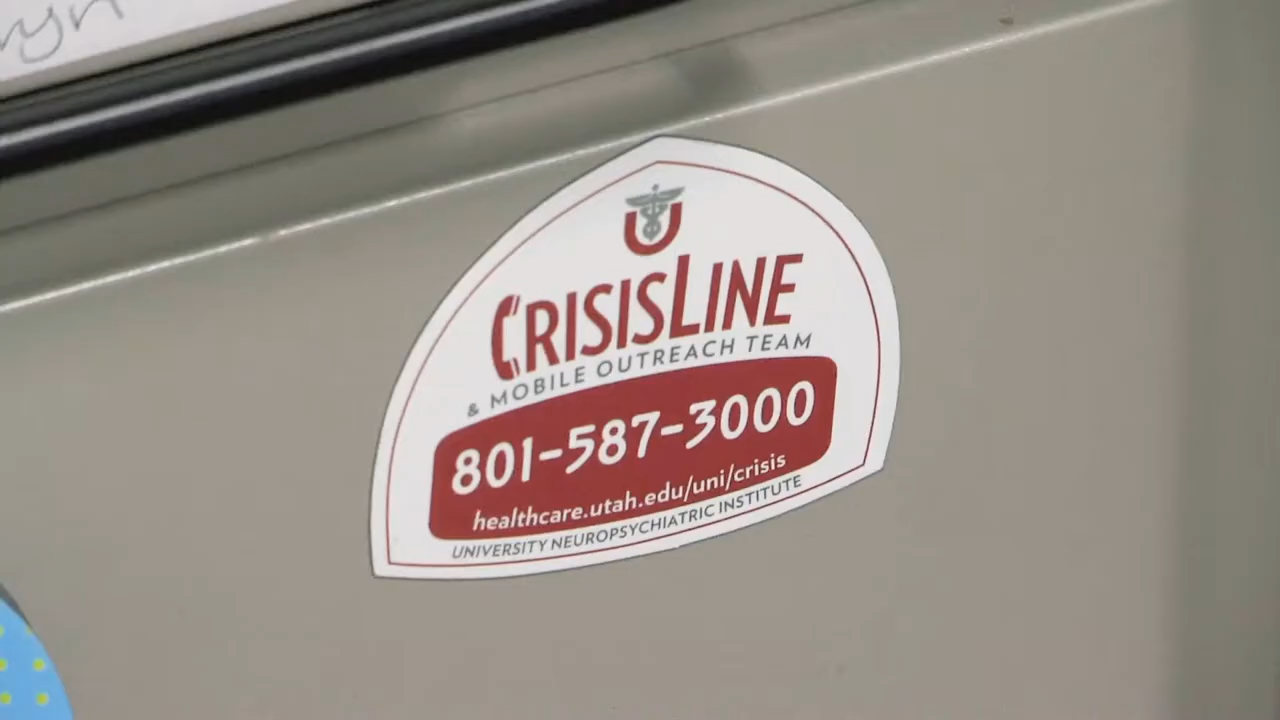 CRISISLINE
& MOBILE OUTREACH TEAM
801-587-3000
healthcare.utah.edu/uni/crisis
UNIVERSITY NEUROPSYCHIATRIC INSTITUTE